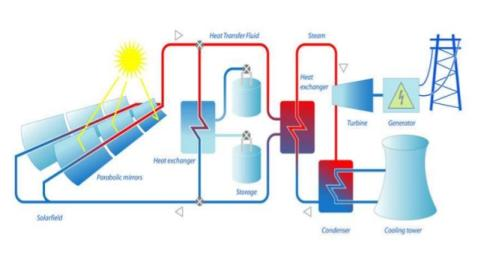 Heat Transfer Fluid
Steam
Heat
exchanger
Turbine
Generator
Heat exchanger
Parabolic mirrors
Storage
Solarfield
Condenser
Cooling tower